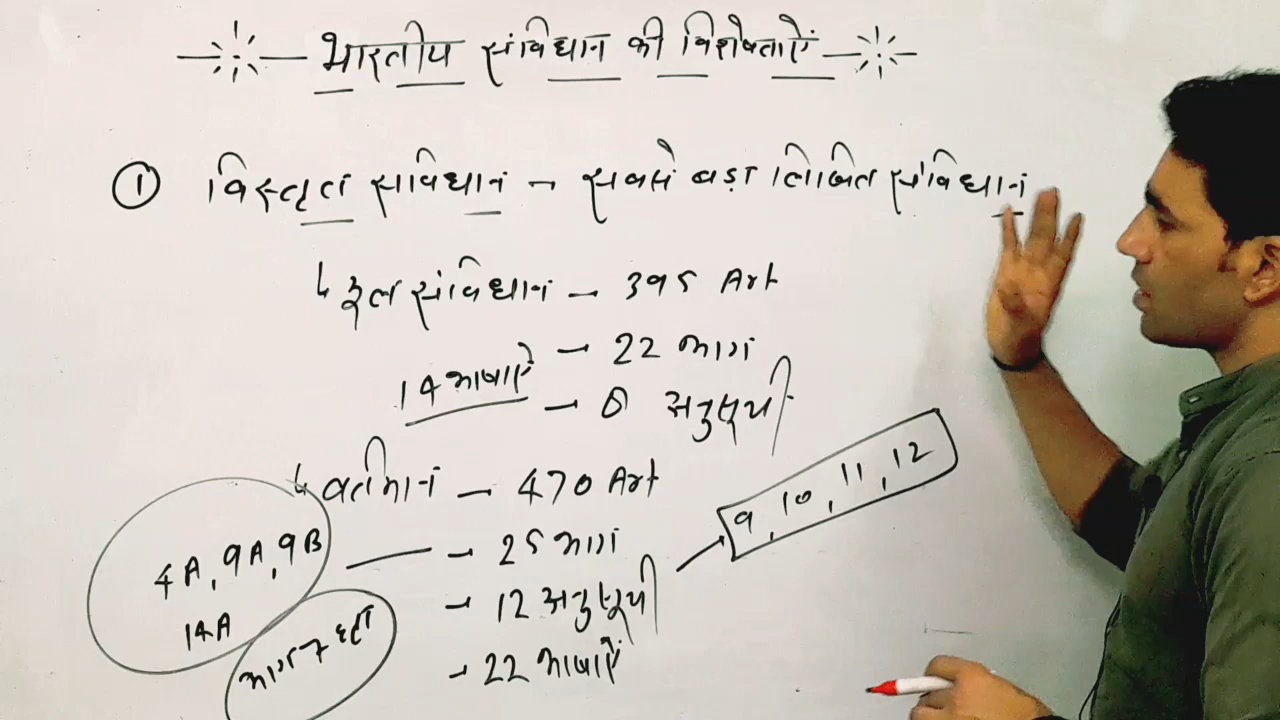 भारतीय संविधान की विशेषताएँ
① विस्तृत संविधान - सबसे बड़ा लिखित संविधान
↳ मूल संविधान - 395 Art
- 22 भाग
14 भाषाऐं
- 8 अनुसूची
↳ वर्तमान - 470 Art
4A, 9A, 9B - 25 भाग
14A
- 12 अनुसूची → 9, 10, 11, 12
भाग 7 हटा
- 22 भाषाऐं